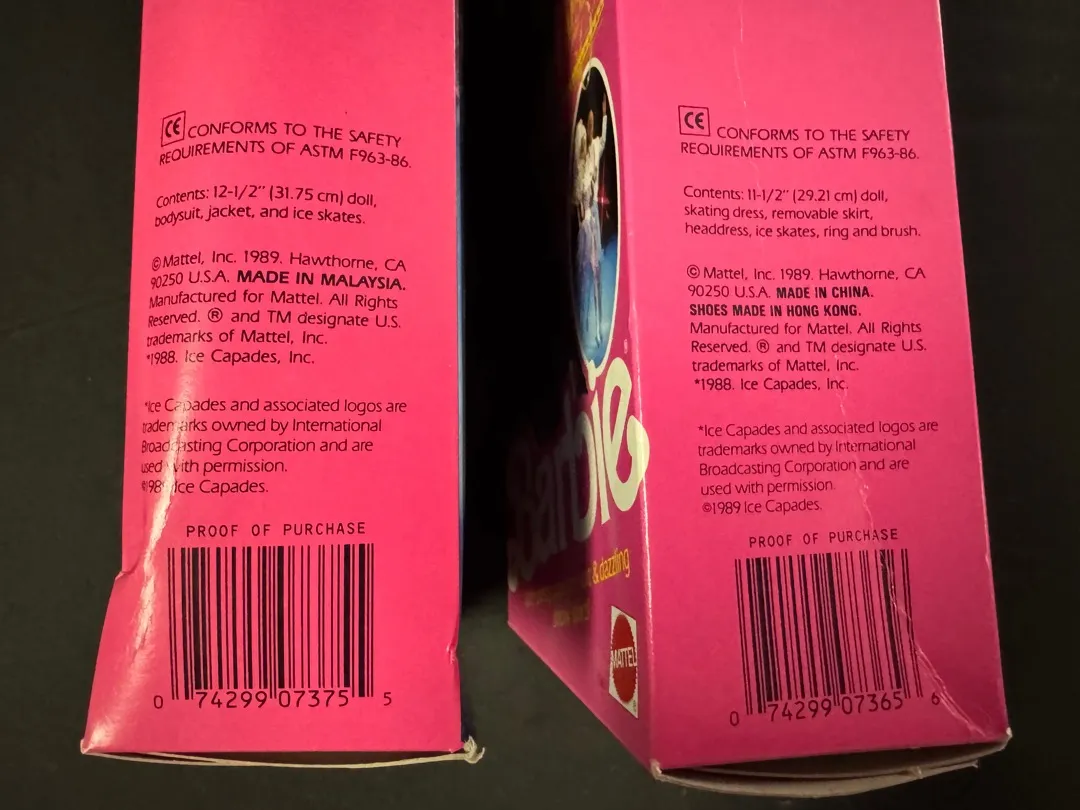 CE CONFORMS TO THE SAFETY
REQUIREMENTS OF ASTM F963-86.
Contents: 12-1/2" (31.75 cm) doll,
bodysuit, jacket, and ice skates.
© Mattel, Inc. 1989. Hawthorne, CA
90250 U.S.A. MADE IN MALAYSIA.
Manufactured for Mattel. All Rights
Reserved. ® and TM designate U.S.
trademarks of Mattel, Inc.
*1988. Ice Capades, Inc.
*Ice Capades and associated logos are
trademarks owned by International
Broadcasting Corporation and are
used with permission.
©1989 Ice Capades.
PROOF OF PURCHASE
0 74299 07375 5
Barbie
®
& dazzling
MATTEL
CE CONFORMS TO THE SAFETY
REQUIREMENTS OF ASTM F963-86.
Contents: 11-1/2" (29.21 cm) doll,
skating dress, removable skirt,
headdress, ice skates, ring and brush.
© Mattel, Inc. 1989. Hawthorne, CA
90250 U.S.A. MADE IN CHINA.
SHOES MADE IN HONG KONG.
Manufactured for Mattel. All Rights
Reserved. ® and TM designate U.S.
trademarks of Mattel, Inc.
*1988. Ice Capades, Inc.
*Ice Capades and associated logos are
trademarks owned by International
Broadcasting Corporation and are
used with permission.
©1989 Ice Capades.
PROOF OF PURCHASE
0 74299 07365 6